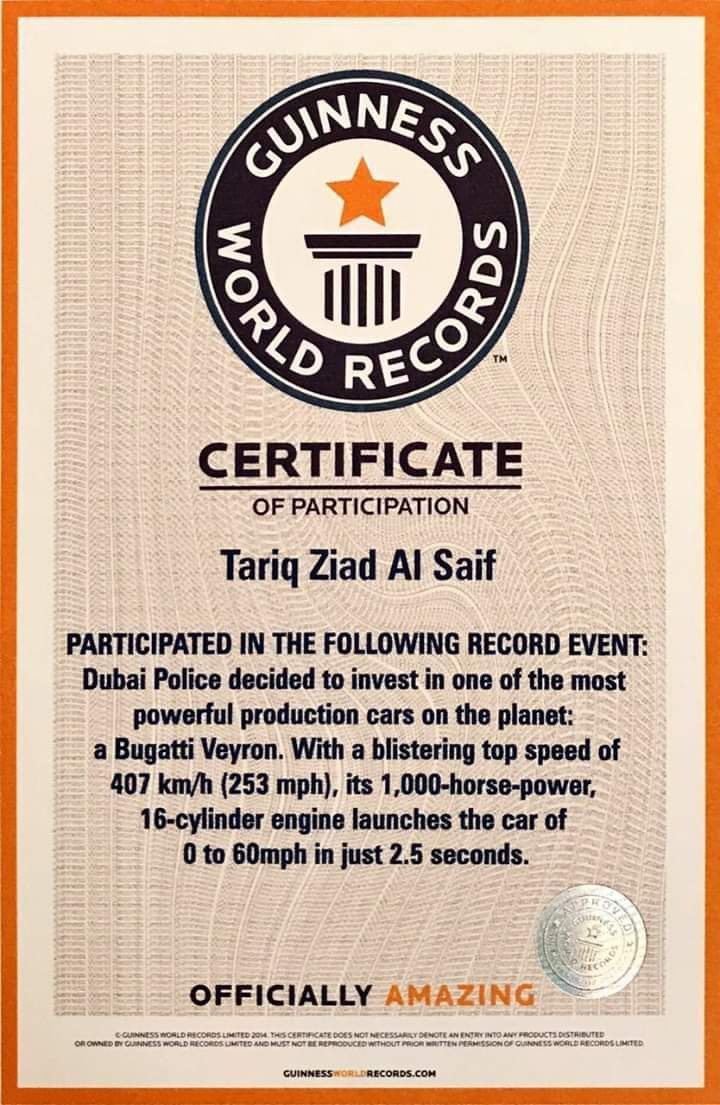 GUINNESS
WORLD RECORDS
™
CERTIFICATE
OF PARTICIPATION
Tariq Ziad Al Saif
PARTICIPATED IN THE FOLLOWING RECORD EVENT:
Dubai Police decided to invest in one of the most
powerful production cars on the planet:
a Bugatti Veyron. With a blistering top speed of
407 km/h (253 mph), its 1,000-horse-power,
16-cylinder engine launches the car of
0 to 60mph in just 2.5 seconds.
APPROVED
GUINNESS
WORLD RECORDS
OFFICIALLY AMAZING
© GUINNESS WORLD RECORDS LIMITED 2014. THIS CERTIFICATE DOES NOT NECESSARILY DENOTE AN ENTRY INTO ANY PRODUCTS DISTRIBUTED
OR OWNED BY GUINNESS WORLD RECORDS LIMITED AND MUST NOT BE REPRODUCED WITHOUT PRIOR WRITTEN PERMISSION OF GUINNESS WORLD RECORDS LIMITED.
GUINNESSWORLDRECORDS.COM